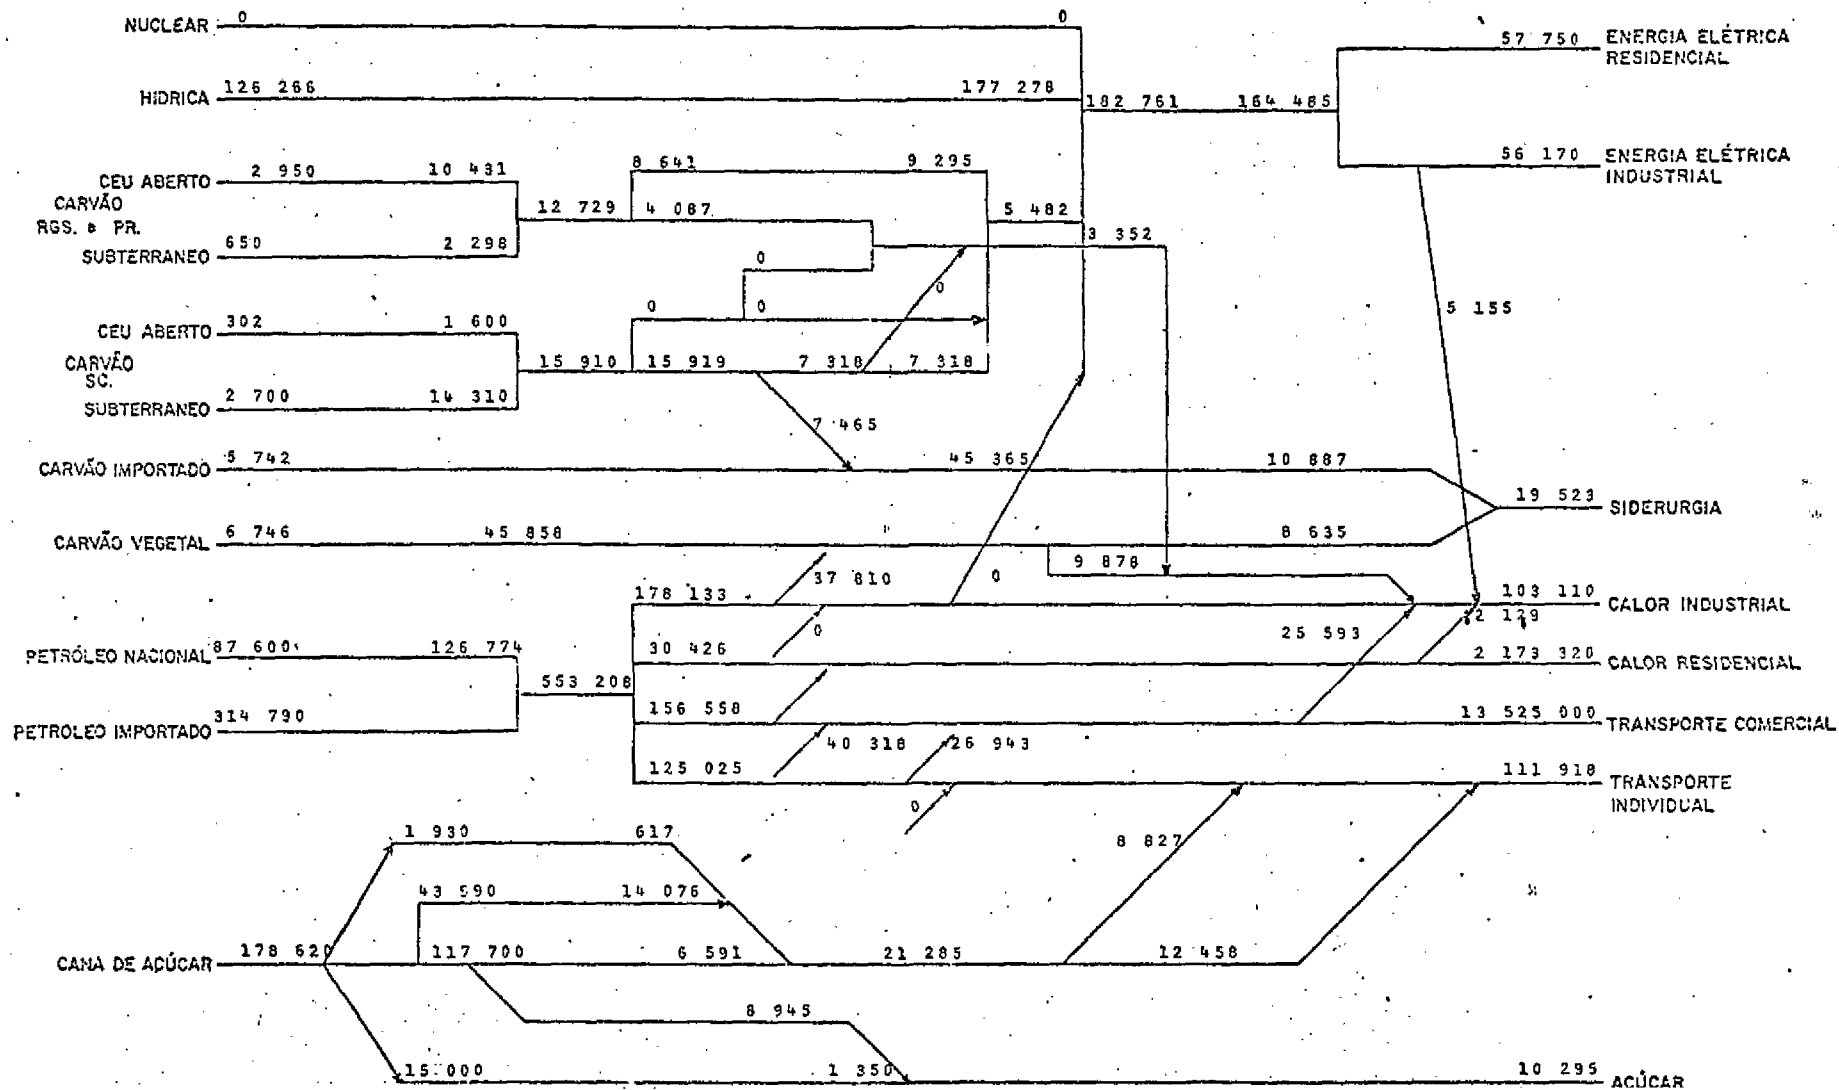 NUCLEAR 0 0
57 750 ENERGIA ELÉTRICA
RESIDENCIAL
HIDRICA 126 266 177 278
182 761 164 485
CEU ABERTO 2 950 10 431
8 641 9 295
56 170 ENERGIA ELÉTRICA
INDUSTRIAL
CARVÃO
RGS. e PR.
12 729 4 087 5 482
SUBTERRANEO 650 2 298
3 352
0
0
CEU ABERTO 302 1 600
0 0
5 155
CARVÃO
SC.
15 910 15 919 7 318 7 318
SUBTERRANEO 2 700 14 310
7 465
CARVÃO IMPORTADO 5 742 45 365 10 887
19 523 SIDERURGIA
CARVÃO VEGETAL 6 746 45 858 8 635
9 878
37 810 0
178 133 103 110 CALOR INDUSTRIAL
2 129
0 25 593
PETRÓLEO NACIONAL 87 600 126 774
30 426 2 173 320 CALOR RESIDENCIAL
553 208
PETROLEO IMPORTADO 314 790
156 558 13 525 000 TRANSPORTE COMERCIAL
40 318 26 943
125 025 111 918 TRANSPORTE
INDIVIDUAL
0
1 930 617
8 827
43 590 14 076
CANA DE AÇÚCAR 178 620 117 700 6 591 21 285 12 458
8 945
15 000 1 350 10 295 AÇÚCAR